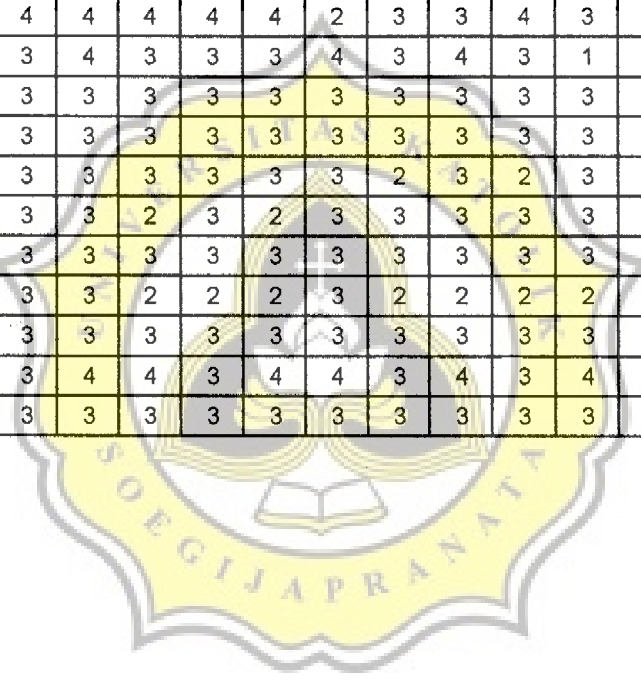 4 4 4 4 4 2 3 3 4 3
3 4 3 3 3 4 3 4 3 1
3 3 3 3 3 3 3 3 3 3
3 3 3 3 3 3 3 3 3 3
3 3 3 3 3 3 2 3 2 3
3 3 2 3 2 3 3 3 3 3
3 3 3 3 3 3 3 3 3 3
3 3 2 2 2 3 2 2 2 2
3 3 3 3 3 3 3 3 3 3
3 4 4 3 4 4 3 4 3 4
3 3 3 3 3 3 3 3 3 3
UNIVERSITAS KATOLIK
SOEGIJAPRANATA